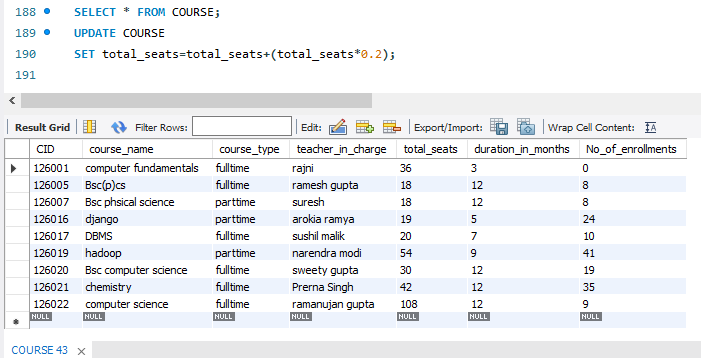 188 SELECT * FROM COURSE;
189 UPDATE COURSE
190 SET total_seats=total_seats+(total_seats*0.2);
191
Result Grid Filter Rows: Edit: Export/Import: Wrap Cell Content: IA
CID course_name course_type teacher_in_charge total_seats duration_in_months No_of_enrollments
126001 computer fundamentals fulltime rajni 36 3 0
126005 Bsc(p)cs fulltime ramesh gupta 18 12 8
126007 Bsc phsical science parttime suresh 18 12 8
126016 django parttime arokia ramya 19 5 24
126017 DBMS fulltime sushil malik 20 7 10
126019 hadoop parttime narendra modi 54 9 41
126020 Bsc computer science fulltime sweety gupta 30 12 19
126021 chemistry fulltime Prerna Singh 42 12 35
126022 computer science fulltime ramanujan gupta 108 12 9
NULL NULL NULL NULL NULL NULL NULL
COURSE 43